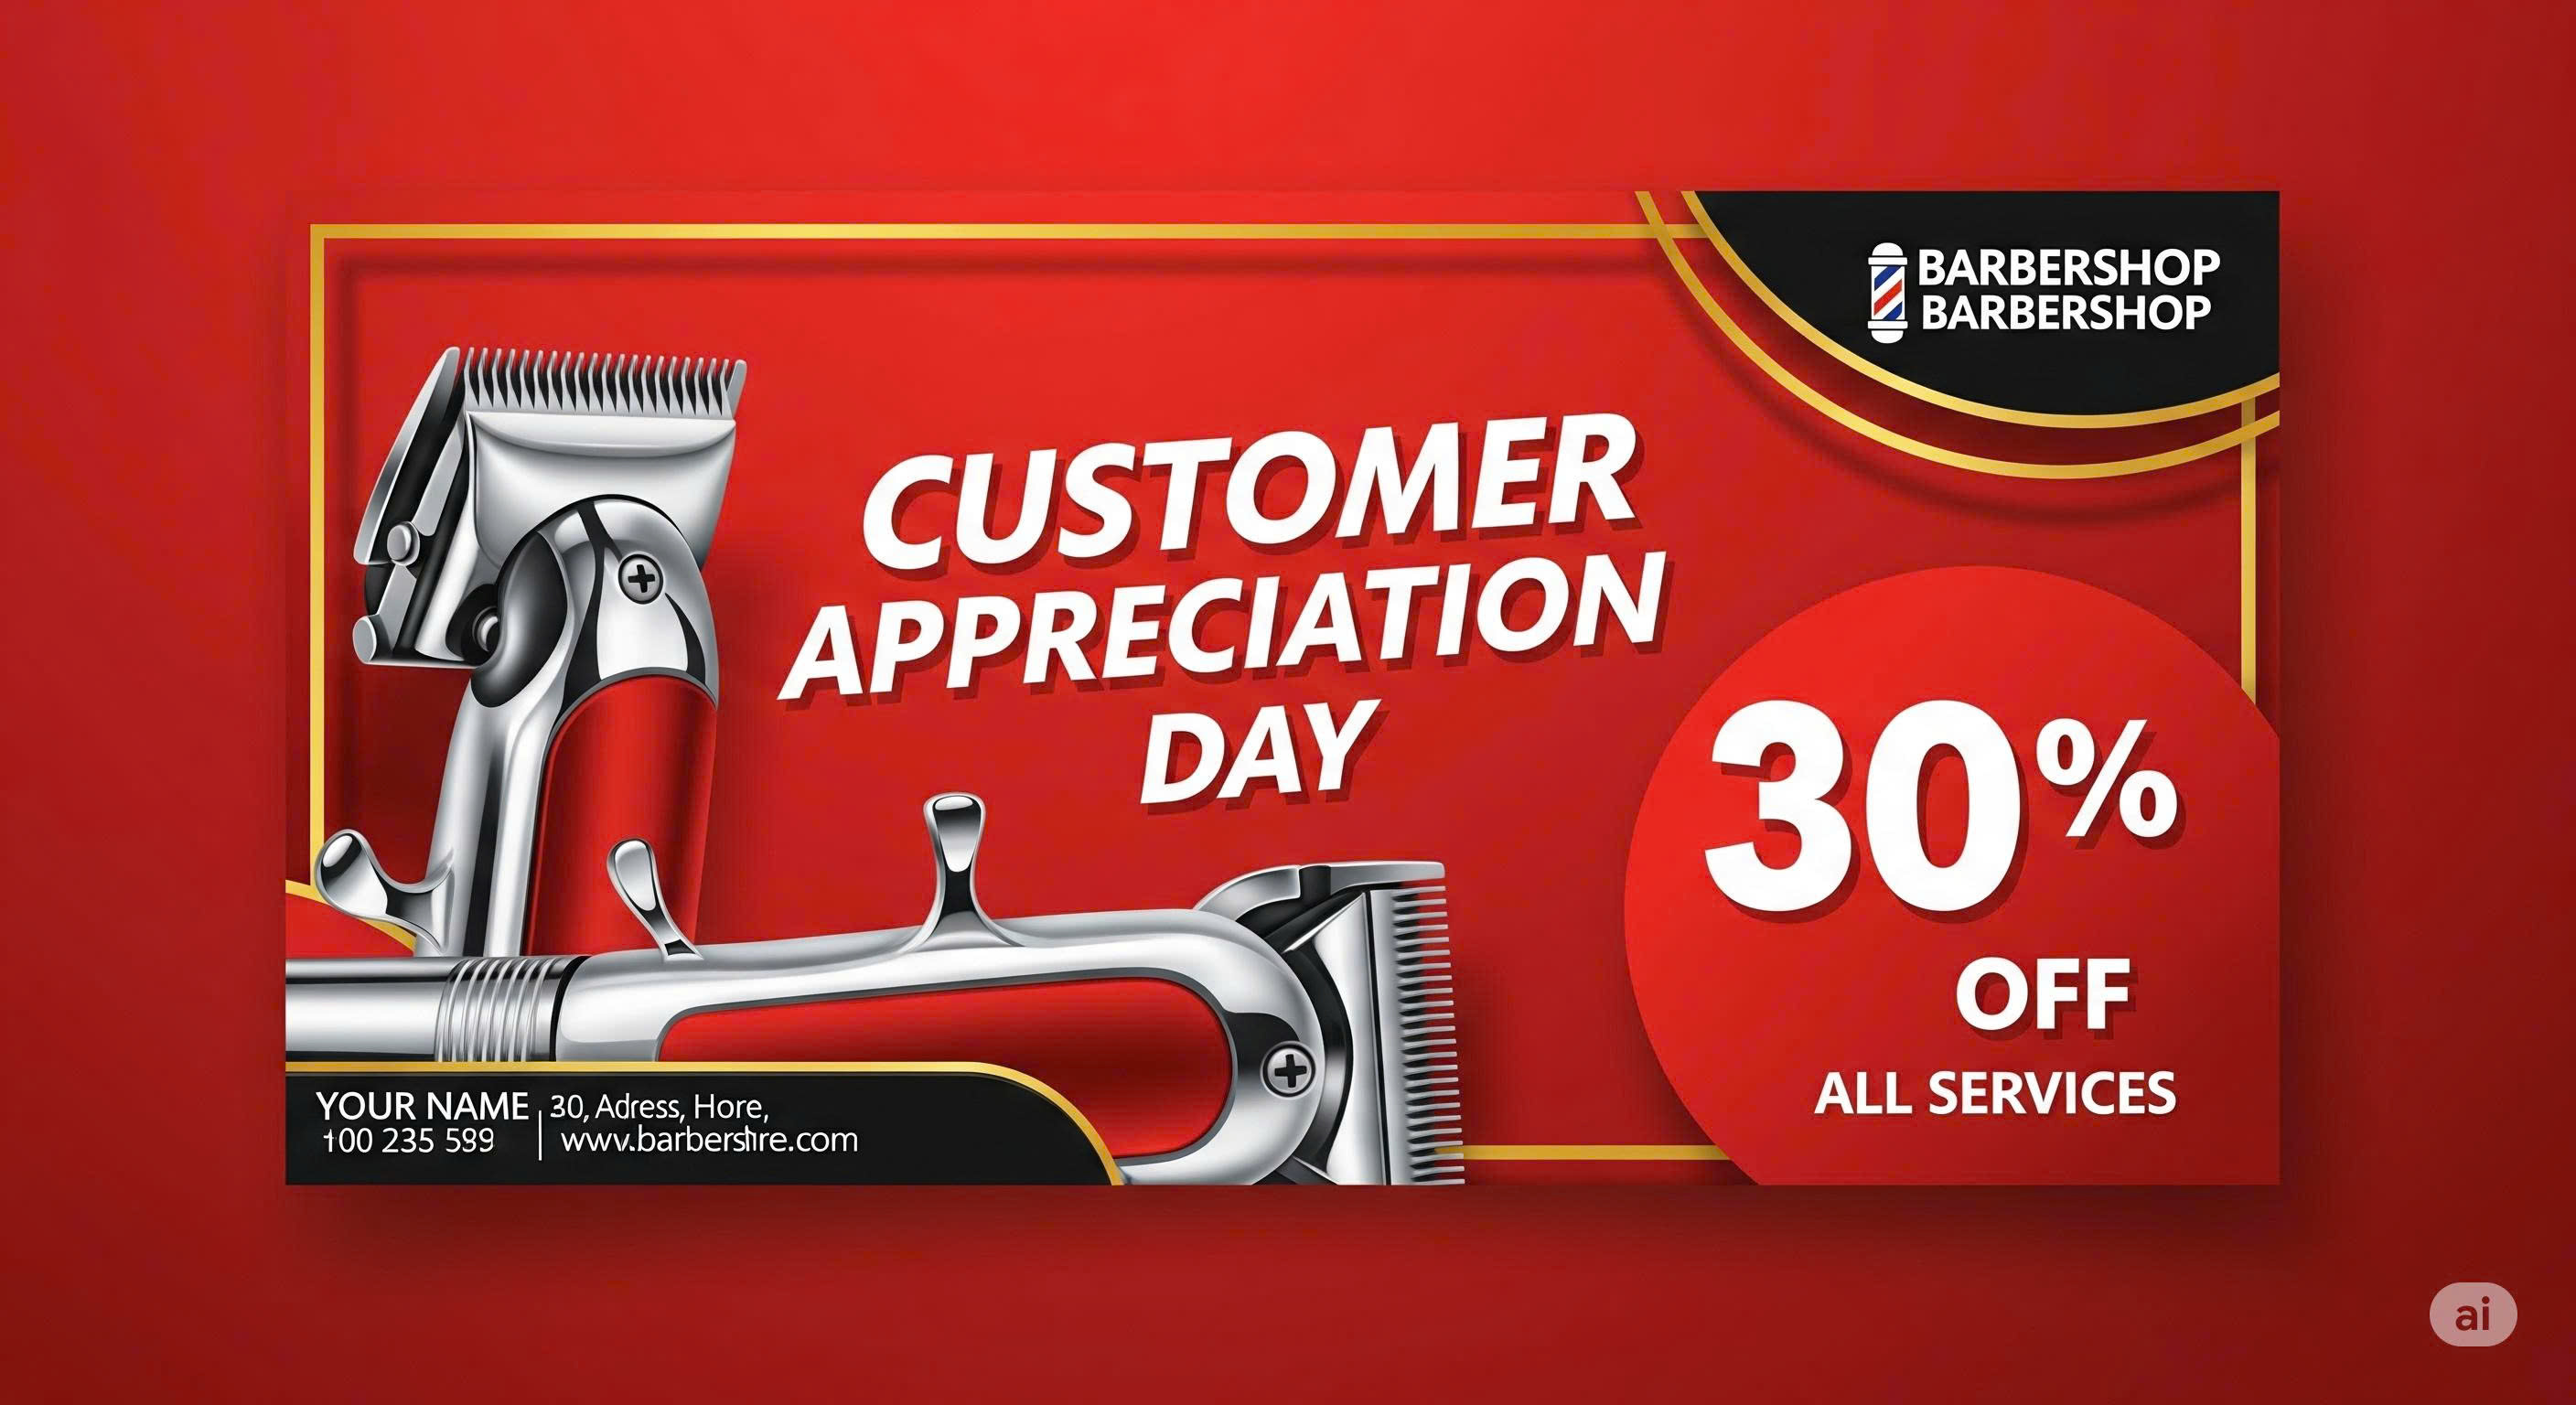 BARBERSHOP
BARBERSHOP
CUSTOMER
APPRECIATION
DAY
30%
OFF
ALL SERVICES
YOUR NAME
100 235 599
30, Adress, Hore,
www.barbershre.com
ai